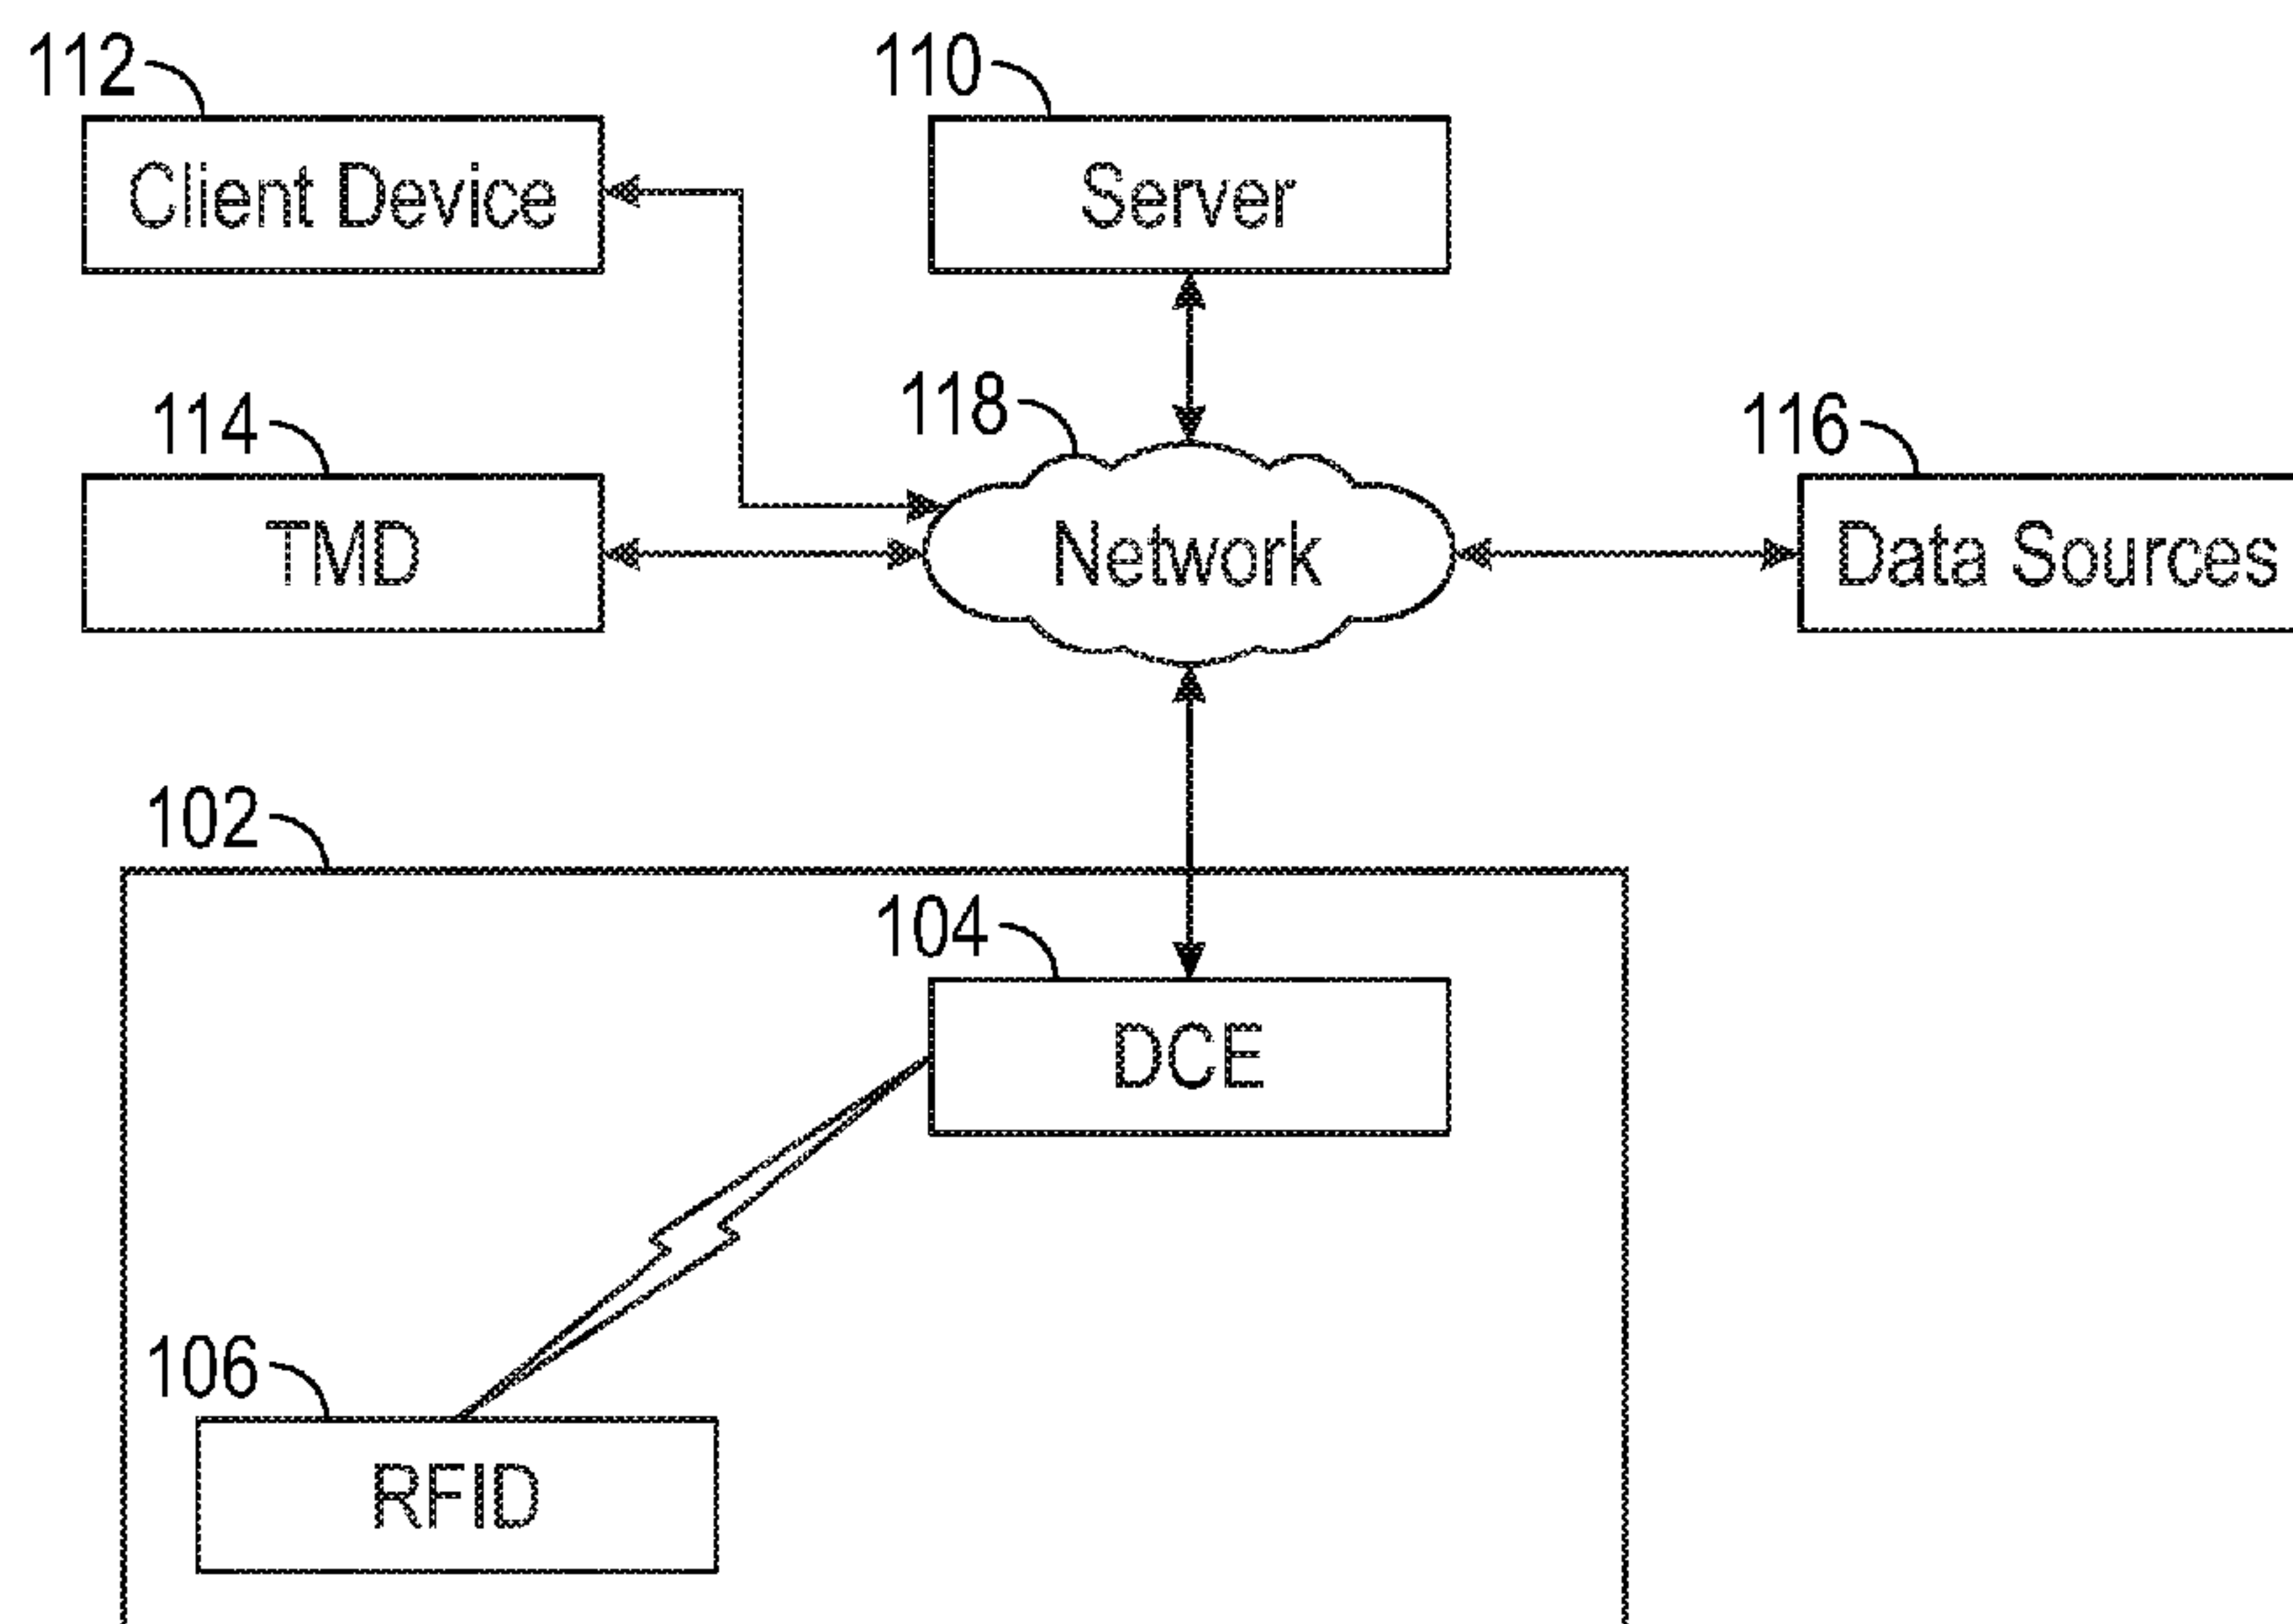 112
110
Client Device
Server
114
118
116
TMD
Network
Data Sources
102
104
DCE
106
RFID